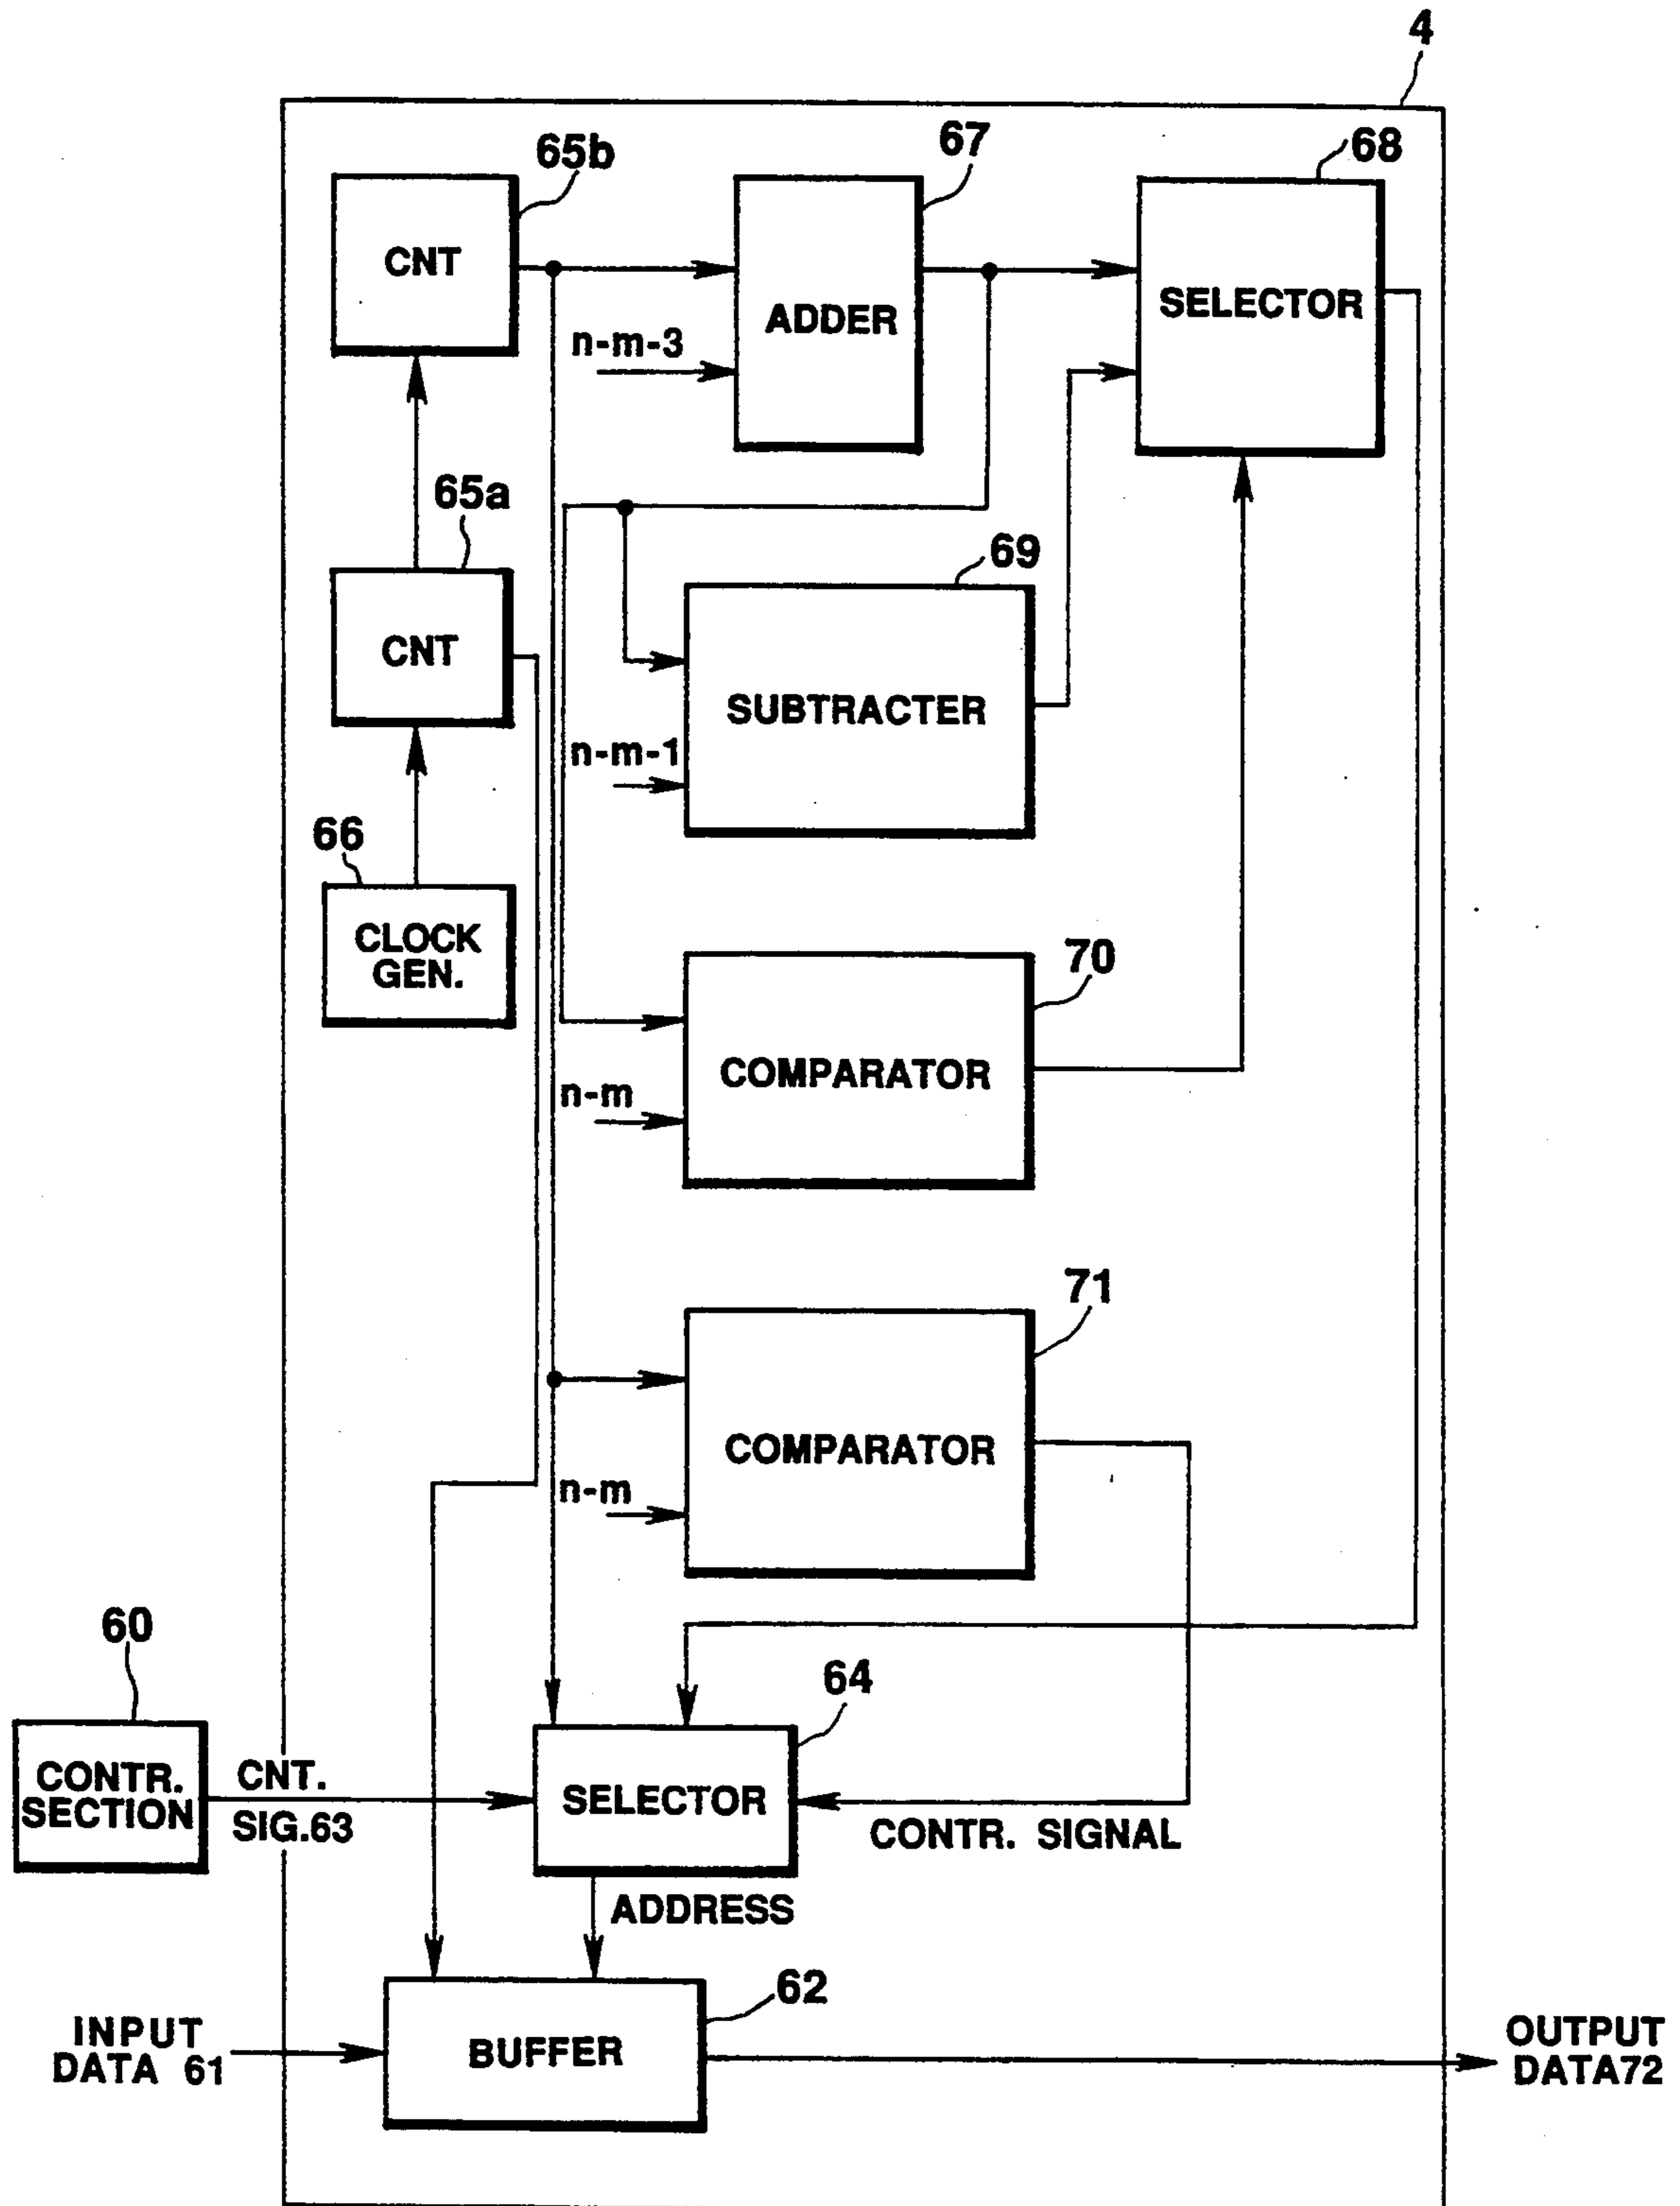 4
65b
67
68
CNT
ADDER
SELECTOR
n-m-3
65a
69
CNT
SUBTRACTER
n-m-1
66
CLOCK
GEN.
70
COMPARATOR
n-m
71
COMPARATOR
n-m
60
64
CONTR.
SECTION
CNT.
SIG.63
SELECTOR
CONTR. SIGNAL
ADDRESS
62
INPUT
DATA 61
BUFFER
OUTPUT
DATA72